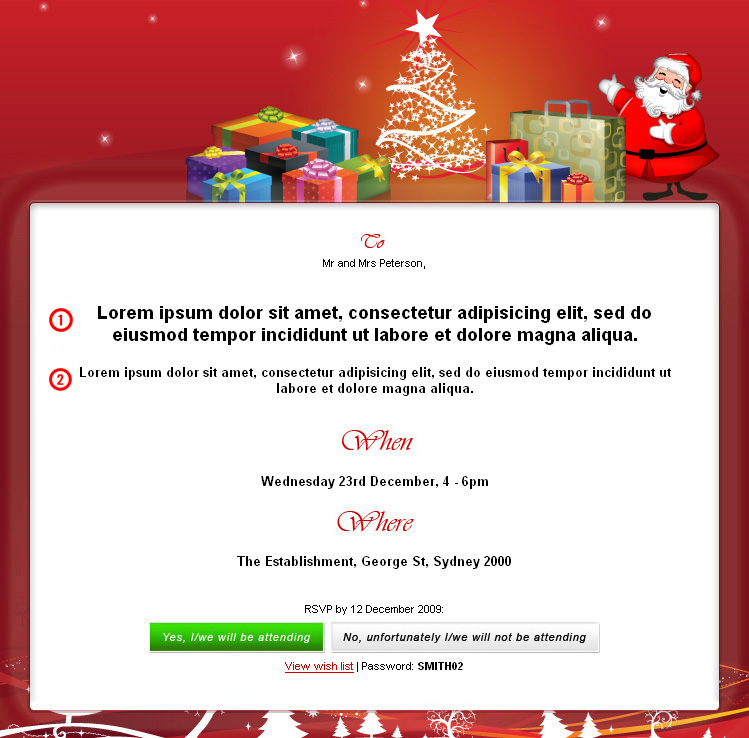 To
Mr and Mrs Peterson,
1 Lorem ipsum dolor sit amet, consectetur adipisicing elit, sed do
eiusmod tempor incididunt ut labore et dolore magna aliqua.
2 Lorem ipsum dolor sit amet, consectetur adipisicing elit, sed do eiusmod tempor incididunt ut
labore et dolore magna aliqua.
When
Wednesday 23rd December, 4 - 6pm
Where
The Establishment, George St, Sydney 2000
RSVP by 12 December 2009:
Yes, I/we will be attending No, unfortunately I/we will not be attending
View wish list | Password: SMITH02